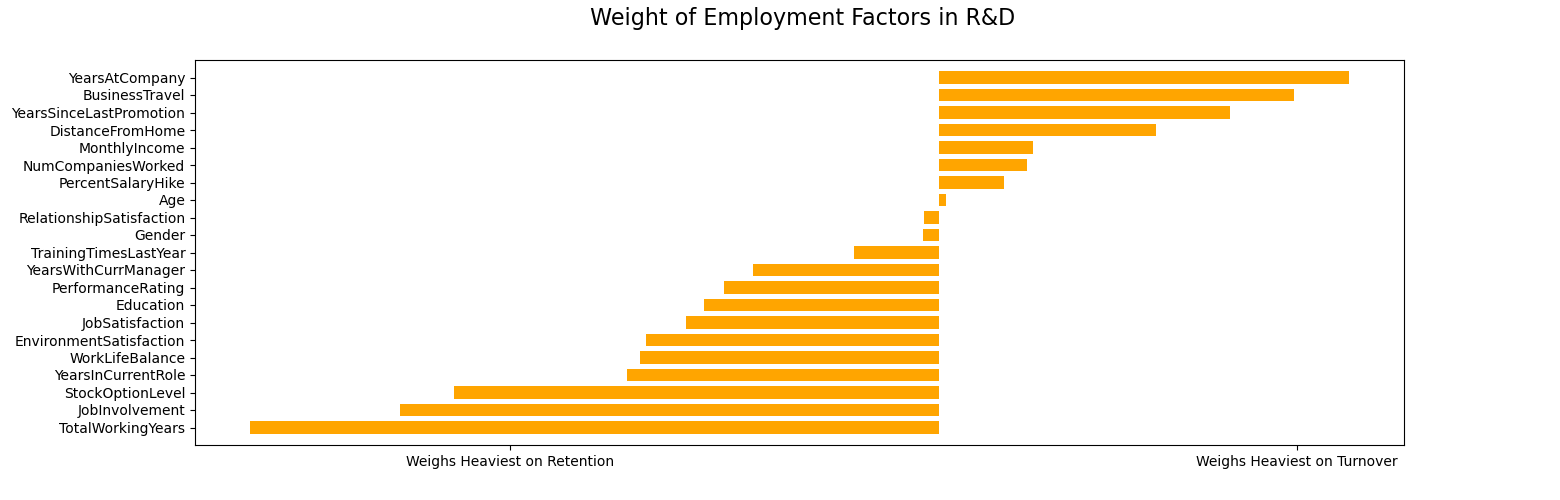 Weight of Employment Factors in R&D
YearsAtCompany
BusinessTravel
YearsSinceLastPromotion
DistanceFromHome
MonthlyIncome
NumCompaniesWorked
PercentSalaryHike
Age
RelationshipSatisfaction
Gender
TrainingTimesLastYear
YearsWithCurrManager
PerformanceRating
Education
JobSatisfaction
EnvironmentSatisfaction
WorkLifeBalance
YearsInCurrentRole
StockOptionLevel
JobInvolvement
TotalWorkingYears
Weighs Heaviest on Retention
Weighs Heaviest on Turnover